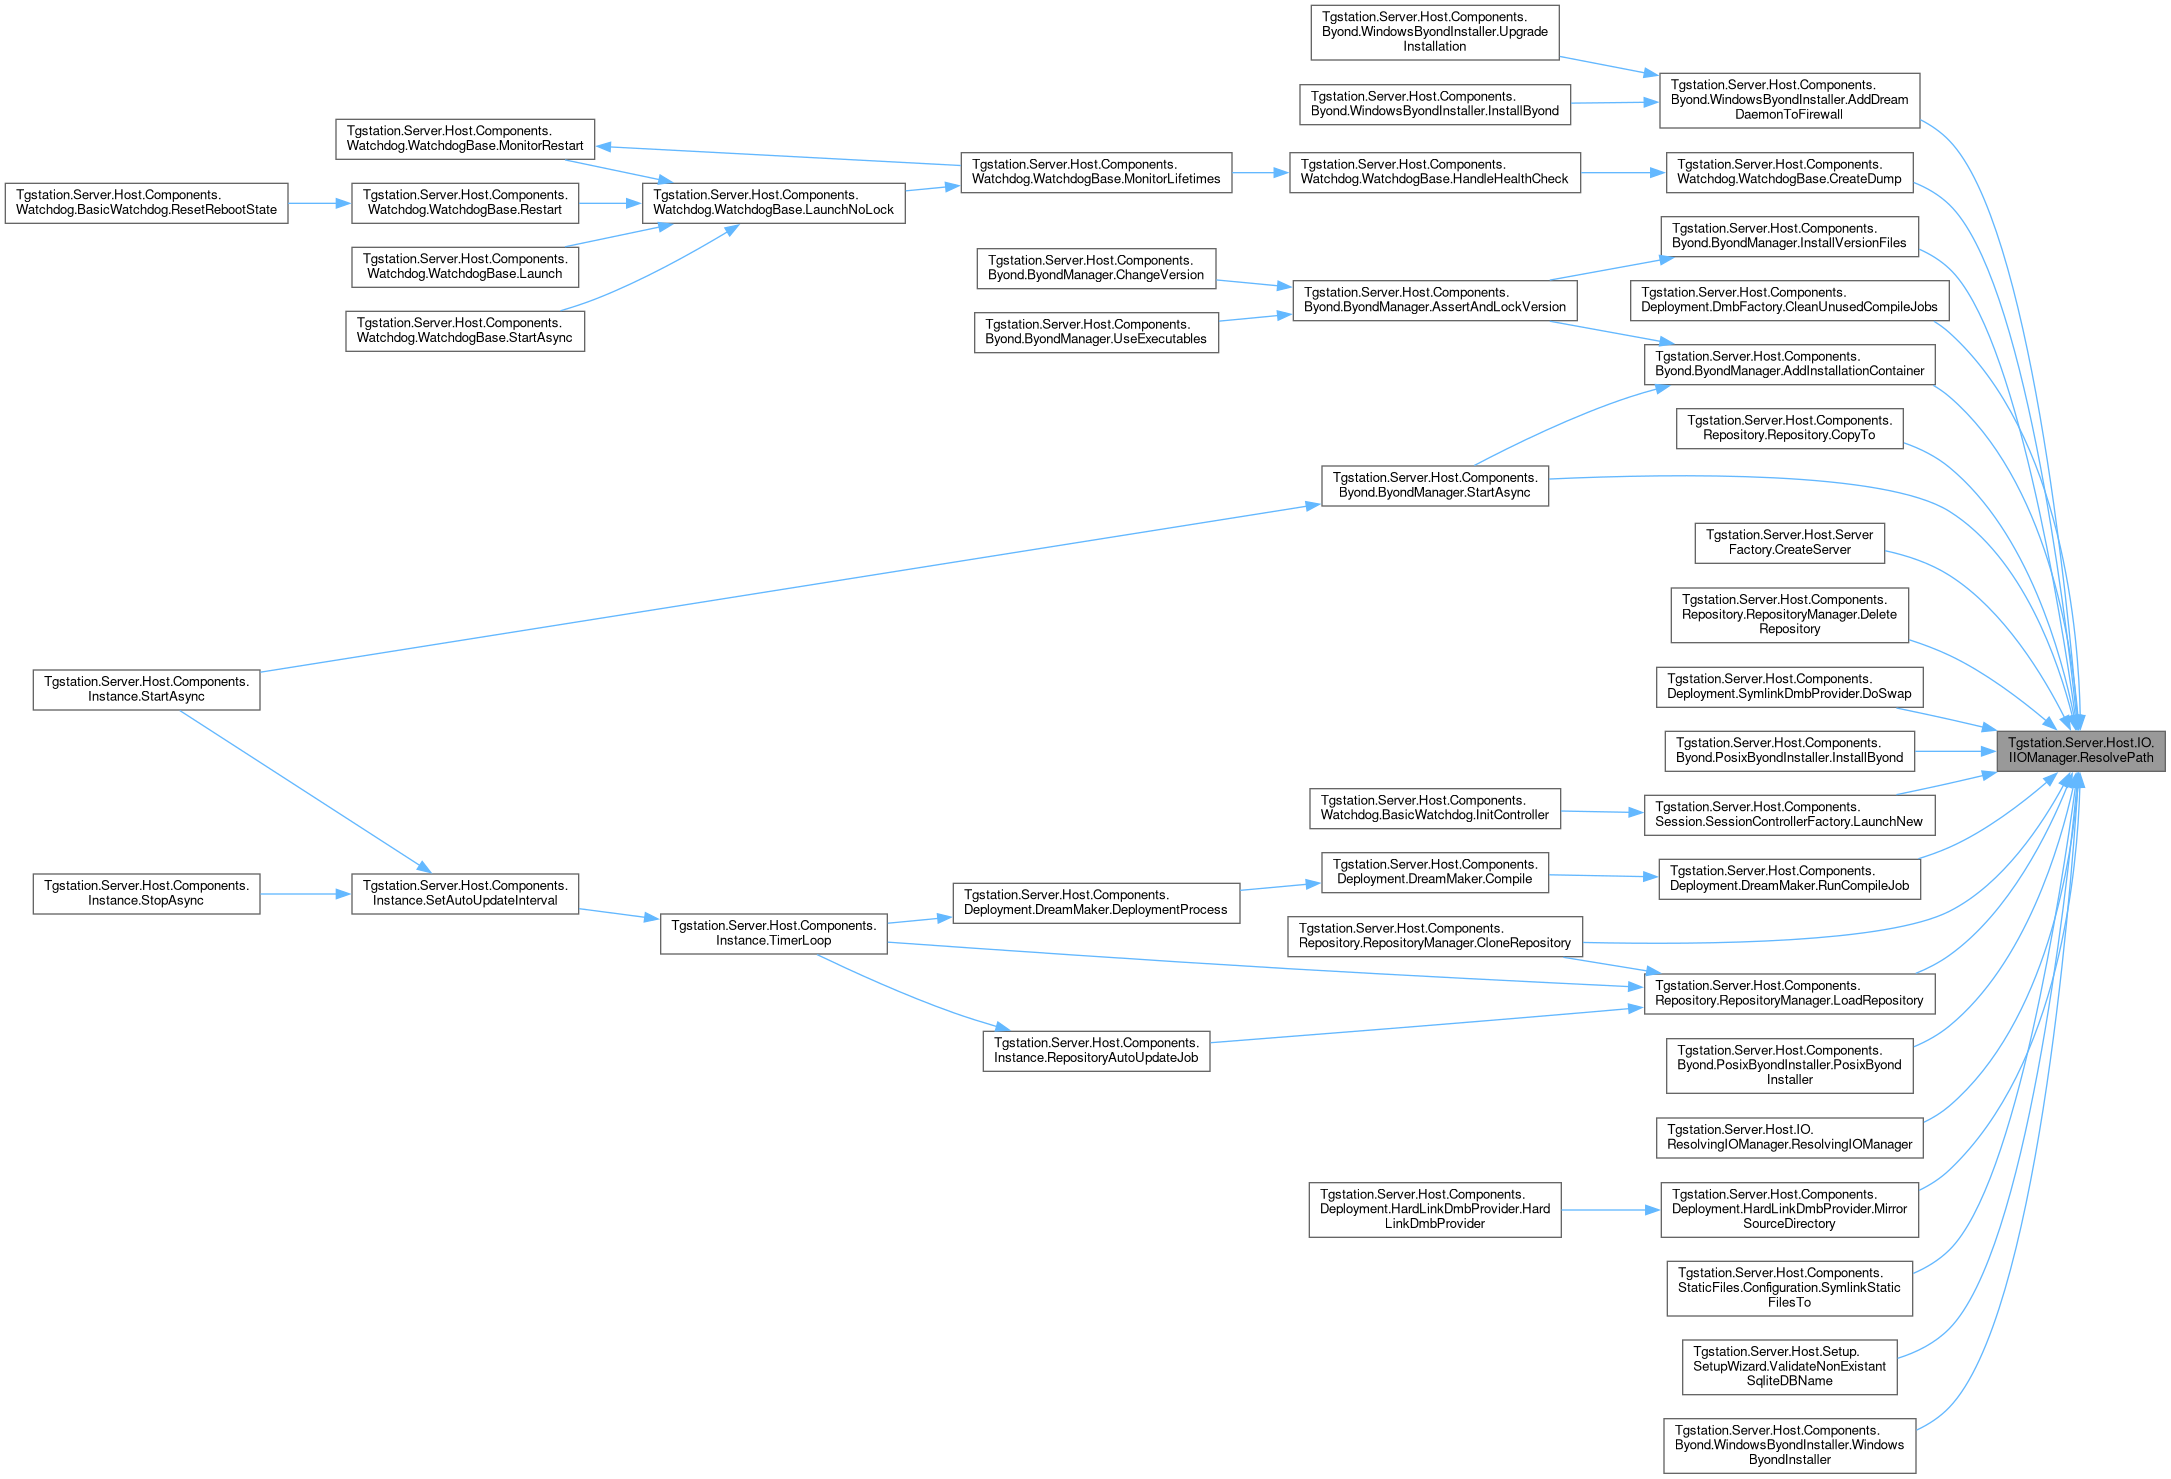 Tgstation.Server.Host.Components.
Byond.WindowsByondInstaller.Upgrade
Installation
Tgstation.Server.Host.Components.
Byond.WindowsByondInstaller.AddDream
DaemonToFirewall
Tgstation.Server.Host.Components.
Byond.WindowsByondInstaller.InstallByond
Tgstation.Server.Host.Components.
Watchdog.WatchdogBase.MonitorRestart
Tgstation.Server.Host.Components.
Watchdog.WatchdogBase.MonitorLifetimes
Tgstation.Server.Host.Components.
Watchdog.WatchdogBase.HandleHealthCheck
Tgstation.Server.Host.Components.
Watchdog.WatchdogBase.CreateDump
Tgstation.Server.Host.Components.
Watchdog.BasicWatchdog.ResetRebootState
Tgstation.Server.Host.Components.
Watchdog.WatchdogBase.Restart
Tgstation.Server.Host.Components.
Watchdog.WatchdogBase.LaunchNoLock
Tgstation.Server.Host.Components.
Byond.ByondManager.InstallVersionFiles
Tgstation.Server.Host.Components.
Watchdog.WatchdogBase.Launch
Tgstation.Server.Host.Components.
Byond.ByondManager.ChangeVersion
Tgstation.Server.Host.Components.
Byond.ByondManager.AssertAndLockVersion
Tgstation.Server.Host.Components.
Deployment.DmbFactory.CleanUnusedCompileJobs
Tgstation.Server.Host.Components.
Watchdog.WatchdogBase.StartAsync
Tgstation.Server.Host.Components.
Byond.ByondManager.UseExecutables
Tgstation.Server.Host.Components.
Byond.ByondManager.AddInstallationContainer
Tgstation.Server.Host.Components.
Repository.Repository.CopyTo
Tgstation.Server.Host.Components.
Byond.ByondManager.StartAsync
Tgstation.Server.Host.Server
Factory.CreateServer
Tgstation.Server.Host.Components.
Repository.RepositoryManager.Delete
Repository
Tgstation.Server.Host.Components.
Instance.StartAsync
Tgstation.Server.Host.Components.
Deployment.SymlinkDmbProvider.DoSwap
Tgstation.Server.Host.Components.
Byond.PosixByondInstaller.InstallByond
Tgstation.Server.Host.IO.
IIOManager.ResolvePath
Tgstation.Server.Host.Components.
Watchdog.BasicWatchdog.InitController
Tgstation.Server.Host.Components.
Session.SessionControllerFactory.LaunchNew
Tgstation.Server.Host.Components.
Deployment.DreamMaker.Compile
Tgstation.Server.Host.Components.
Deployment.DreamMaker.RunCompileJob
Tgstation.Server.Host.Components.
Instance.StopAsync
Tgstation.Server.Host.Components.
Instance.SetAutoUpdateInterval
Tgstation.Server.Host.Components.
Deployment.DreamMaker.DeploymentProcess
Tgstation.Server.Host.Components.
Instance.TimerLoop
Tgstation.Server.Host.Components.
Repository.RepositoryManager.CloneRepository
Tgstation.Server.Host.Components.
Repository.RepositoryManager.LoadRepository
Tgstation.Server.Host.Components.
Instance.RepositoryAutoUpdateJob
Tgstation.Server.Host.Components.
Byond.PosixByondInstaller.PosixByond
Installer
Tgstation.Server.Host.IO.
ResolvingIOManager.ResolvingIOManager
Tgstation.Server.Host.Components.
Deployment.HardLinkDmbProvider.Hard
LinkDmbProvider
Tgstation.Server.Host.Components.
Deployment.HardLinkDmbProvider.Mirror
SourceDirectory
Tgstation.Server.Host.Components.
StaticFiles.Configuration.SymlinkStatic
FilesTo
Tgstation.Server.Host.Setup.
SetupWizard.ValidateNonExistant
SqliteDBName
Tgstation.Server.Host.Components.
Byond.WindowsByondInstaller.Windows
ByondInstaller